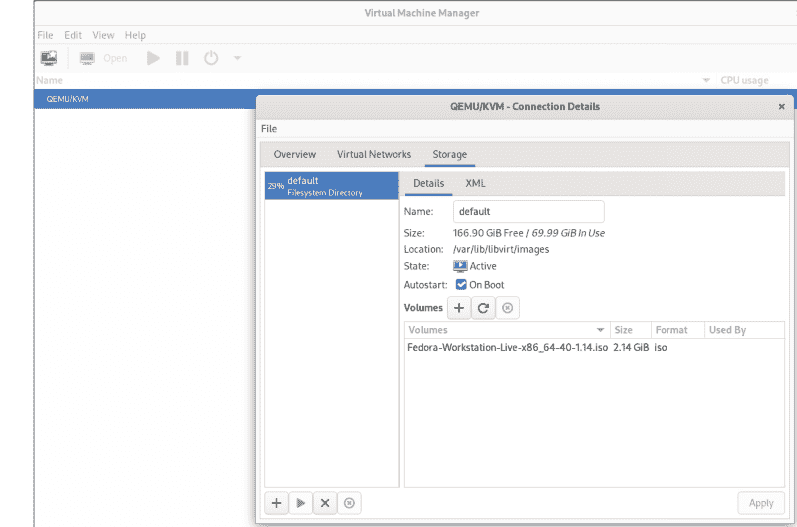 Virtual Machine Manager
File Edit View Help
Open
Name CPU usage
QEMU/KVM
QEMU/KVM - Connection Details
File
Overview Virtual Networks Storage
29% default
Filesystem Directory
Details XML
Name: default
Size: 166.90 GiB Free / 69.99 GiB In Use
Location: /var/lib/libvirt/images
State: Active
Autostart: On Boot
Volumes
Volumes Size Format Used By
Fedora-Workstation-Live-x86_64-40-1.14.iso 2.14 GiB iso
Apply